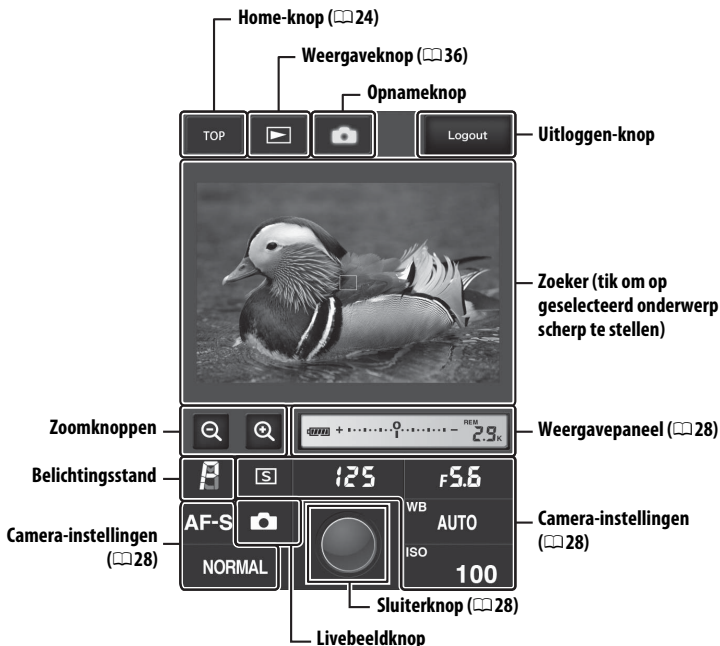 Home-knop (24)
Weergaveknop (36)
Opnameknop
TOP
Logout
Uitloggen-knop
Zoeker (tik om op
geselecteerd onderwerp
scherp te stellen)
Zoomknoppen
+ 0 −
REM
2.9K
Weergavepaneel (28)
Belichtingsstand
P
S
125
F5.6
Camera-instellingen
(28)
AF-S
WB
AUTO
Camera-instellingen
(28)
NORMAL
ISO
100
Sluiterknop (28)
Livebeeldknop